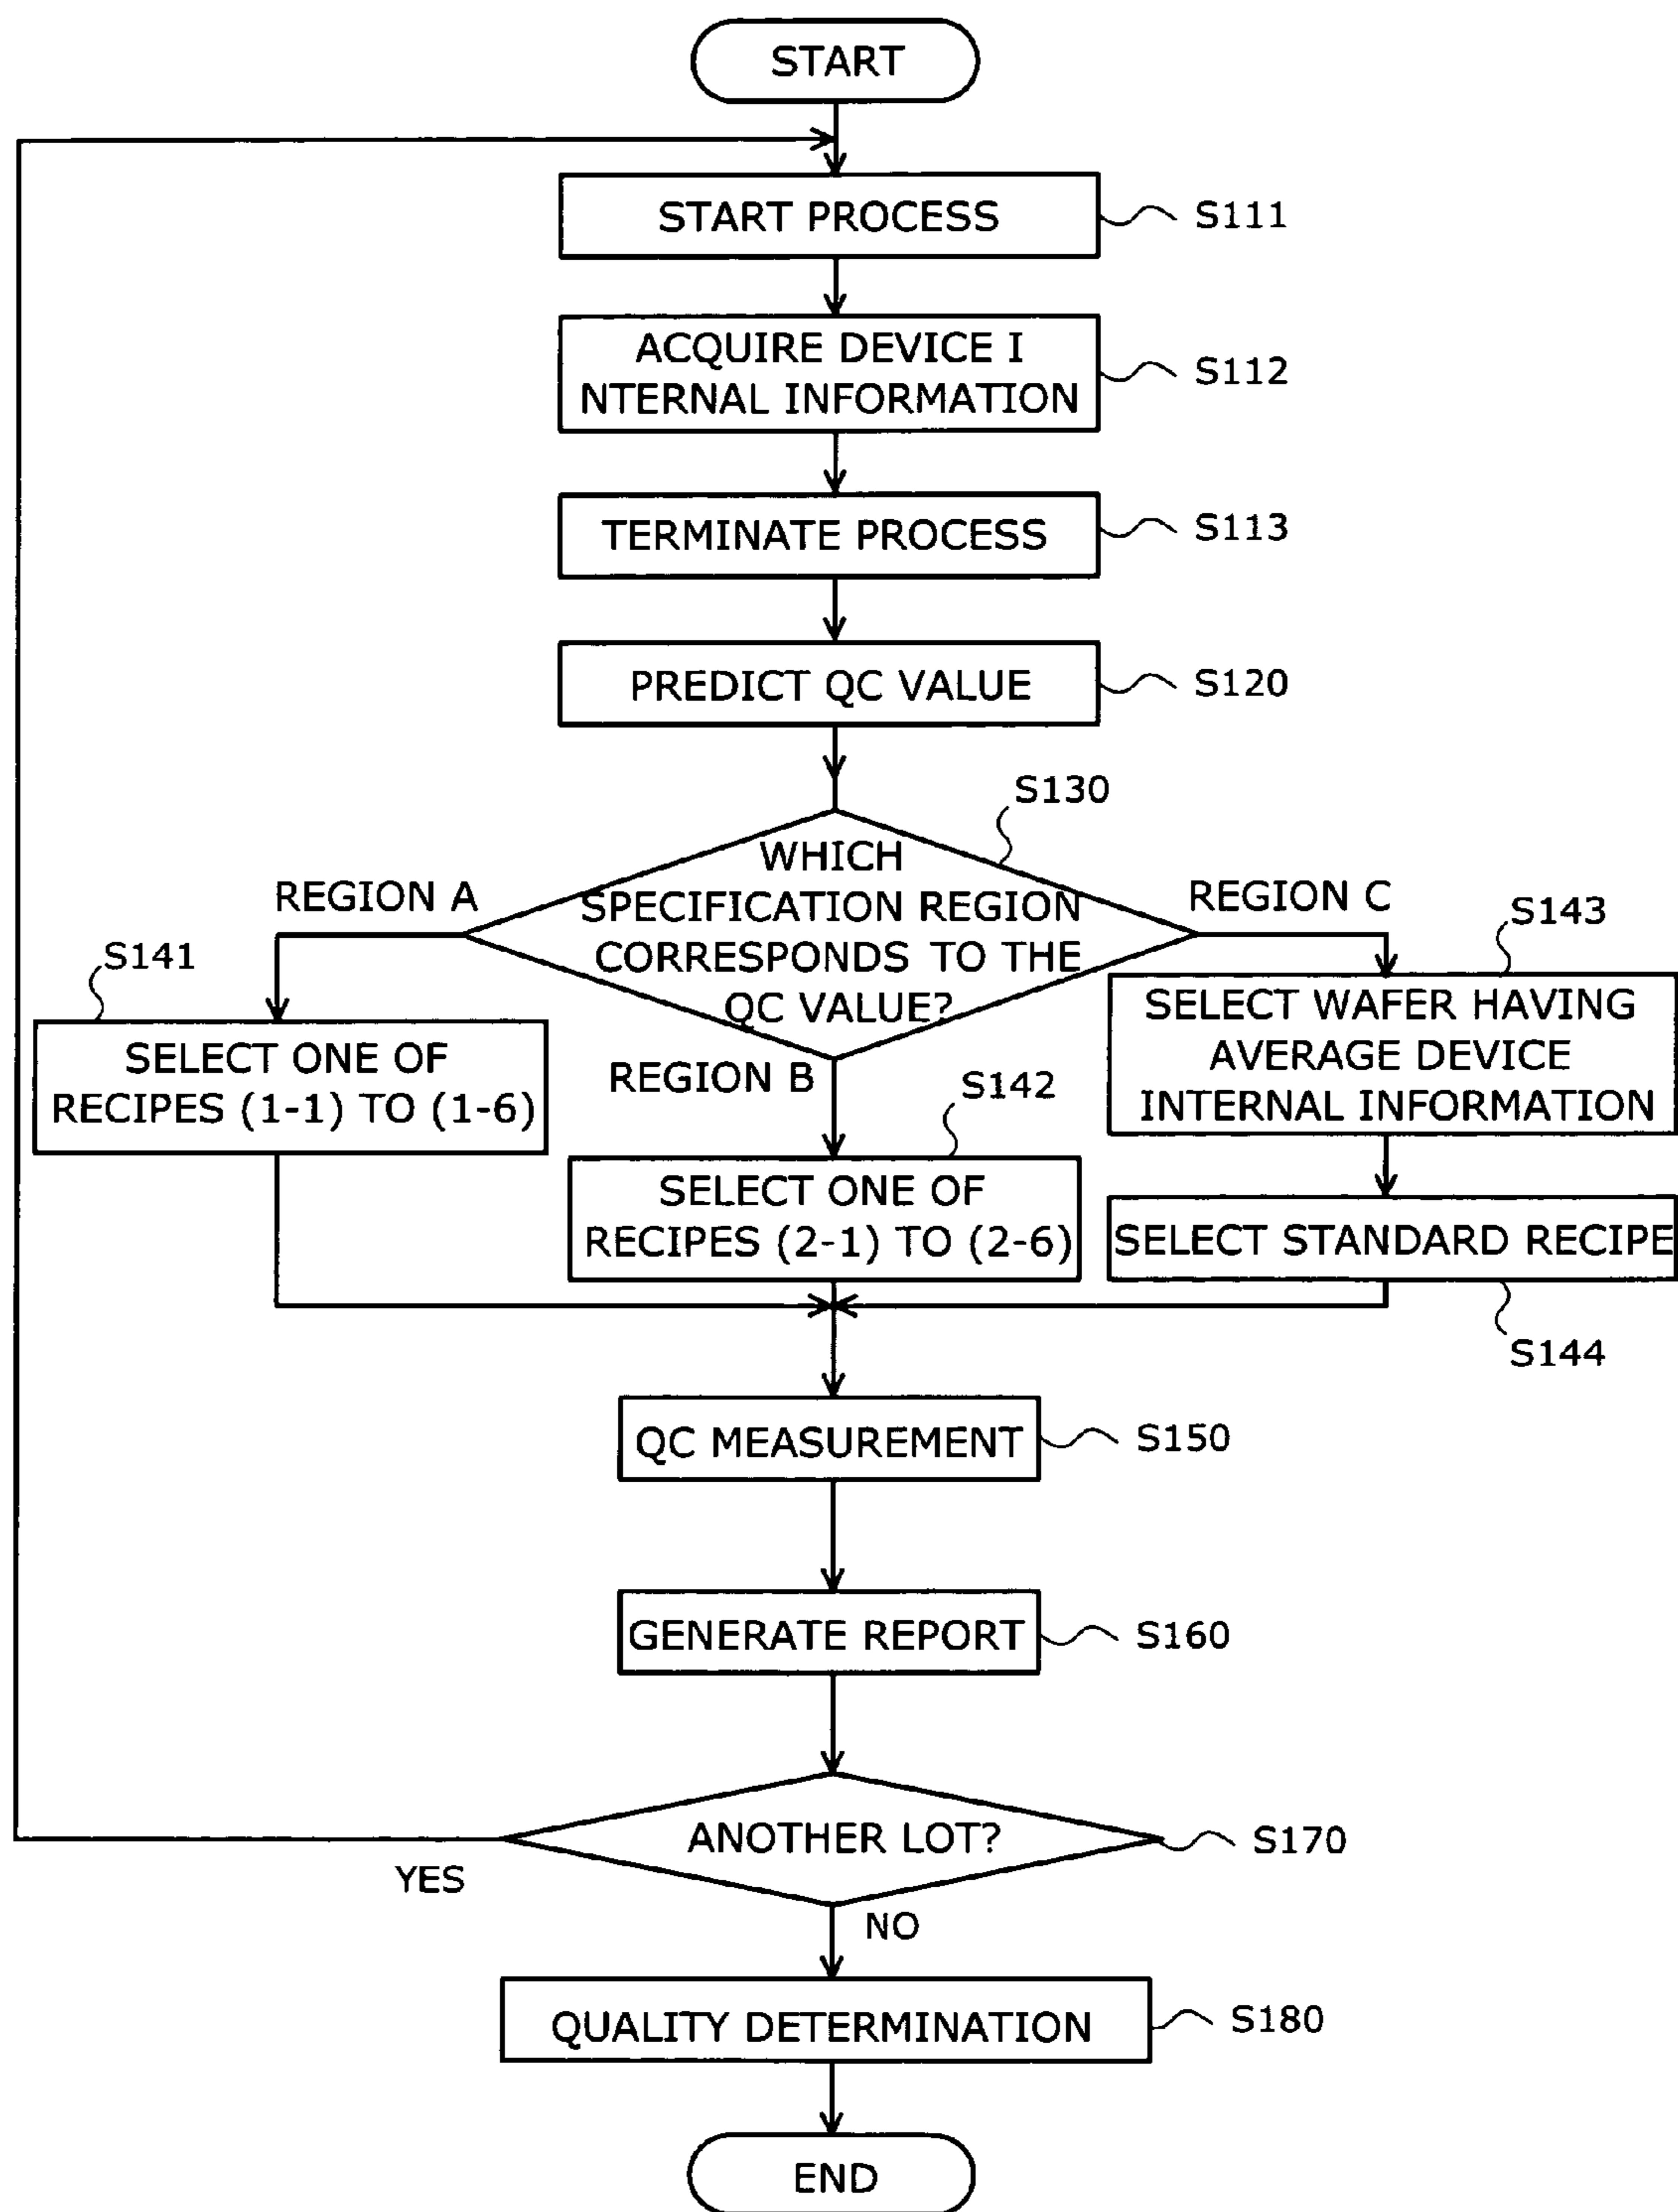 START
START PROCESS
S111
ACQUIRE DEVICE I
NTERNAL INFORMATION
S112
TERMINATE PROCESS
S113
PREDICT QC VALUE
S120
S130
WHICH
SPECIFICATION REGION
CORRESPONDS TO THE
QC VALUE?
REGION A
REGION C
S141
SELECT ONE OF
RECIPES (1-1) TO (1-6)
REGION B
S142
SELECT ONE OF
RECIPES (2-1) TO (2-6)
S143
SELECT WAFER HAVING
AVERAGE DEVICE
INTERNAL INFORMATION
SELECT STANDARD RECIPE
S144
QC MEASUREMENT
S150
GENERATE REPORT
S160
ANOTHER LOT?
S170
YES
NO
QUALITY DETERMINATION
S180
END